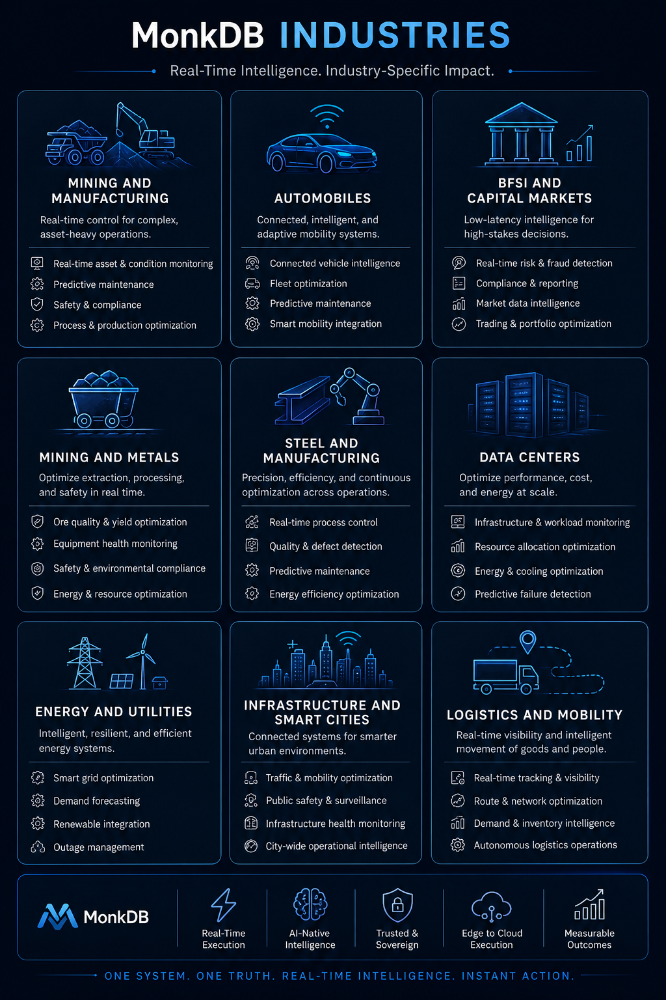 MonkDB INDUSTRIES
Real-Time Intelligence. Industry-Specific Impact.
MINING AND
MANUFACTURING
Real-time control for complex,
asset-heavy operations.
Real-time asset & condition monitoring
Predictive maintenance
Safety & compliance
Process & production optimization
AUTOMOBILES
Connected, intelligent, and
adaptive mobility systems.
Connected vehicle intelligence
Fleet optimization
Predictive maintenance
Smart mobility integration
BFSI AND
CAPITAL MARKETS
Low-latency intelligence for
high-stakes decisions.
Real-time risk & fraud detection
Compliance & reporting
Market data intelligence
Trading & portfolio optimization
MINING AND METALS
Optimize extraction, processing,
and safety in real time.
Ore quality & yield optimization
Equipment health monitoring
Safety & environmental compliance
Energy & resource optimization
STEEL AND
MANUFACTURING
Precision, efficiency, and continuous
optimization across operations.
Real-time process control
Quality & defect detection
Predictive maintenance
Energy efficiency optimization
DATA CENTERS
Optimize performance, cost,
and energy at scale.
Infrastructure & workload monitoring
Resource allocation optimization
Energy & cooling optimization
Predictive failure detection
ENERGY AND UTILITIES
Intelligent, resilient, and efficient
energy systems.
Smart grid optimization
Demand forecasting
Renewable integration
Outage management
INFRASTRUCTURE AND
SMART CITIES
Connected systems for smarter
urban environments.
Traffic & mobility optimization
Public safety & surveillance
Infrastructure health monitoring
City-wide operational intelligence
LOGISTICS AND MOBILITY
Real-time visibility and intelligent
movement of goods and people.
Real-time tracking & visibility
Route & network optimization
Demand & inventory intelligence
Autonomous logistics operations
MonkDB
Real-Time
Execution
AI-Native
Intelligence
Trusted &
Sovereign
Edge to Cloud
Execution
Measurable
Outcomes
ONE SYSTEM. ONE TRUTH. REAL-TIME INTELLIGENCE. INSTANT ACTION.